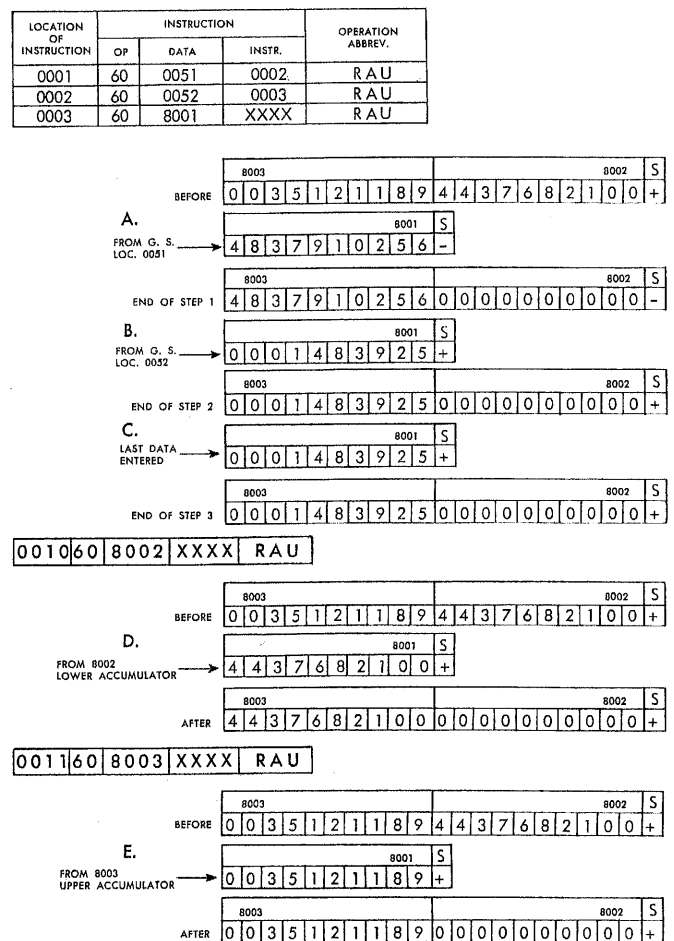 LOCATION OF INSTRUCTION INSTRUCTION OPERATION ABBREV.
OP DATA INSTR.
0001 60 0051 0002 RAU
0002 60 0052 0003 RAU
0003 60 8001 XXXX RAU
8003 8002 S
BEFORE 0 0 3 5 1 2 1 1 8 9 4 4 3 7 6 8 2 1 0 0 +
A.
8001 S
FROM G. S. LOC. 0051 4 8 3 7 9 1 0 2 5 6 -
8003 8002 S
END OF STEP 1 4 8 3 7 9 1 0 2 5 6 0 0 0 0 0 0 0 0 0 0 -
B.
8001 S
FROM G. S. LOC. 0052 0 0 0 1 4 8 3 9 2 5 +
8003 8002 S
END OF STEP 2 0 0 0 1 4 8 3 9 2 5 0 0 0 0 0 0 0 0 0 0 +
C.
8001 S
LAST DATA ENTERED 0 0 0 1 4 8 3 9 2 5 +
8003 8002 S
END OF STEP 3 0 0 0 1 4 8 3 9 2 5 0 0 0 0 0 0 0 0 0 0 +
0010 60 8002 XXXX RAU
8003 8002 S
BEFORE 0 0 3 5 1 2 1 1 8 9 4 4 3 7 6 8 2 1 0 0 +
D.
8001 S
FROM 8002 LOWER ACCUMULATOR 4 4 3 7 6 8 2 1 0 0 +
8003 8002 S
AFTER 4 4 3 7 6 8 2 1 0 0 0 0 0 0 0 0 0 0 0 0 +
0011 60 8003 XXXX RAU
8003 8002 S
BEFORE 0 0 3 5 1 2 1 1 8 9 4 4 3 7 6 8 2 1 0 0 +
E.
8001 S
FROM 8003 UPPER ACCUMULATOR 0 0 3 5 1 2 1 1 8 9 +
8003 8002 S
AFTER 0 0 3 5 1 2 1 1 8 9 0 0 0 0 0 0 0 0 0 0 +